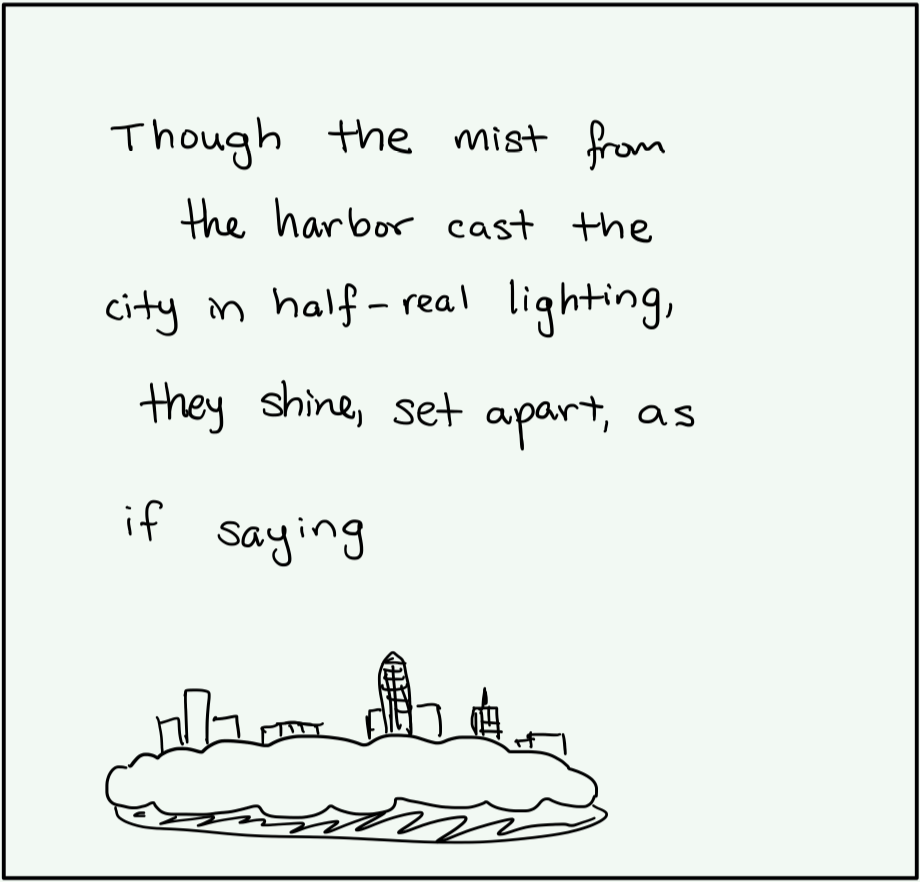 Though the mist from
the harbor cast the
city in half-real lighting,
they shine, set apart, as
if saying